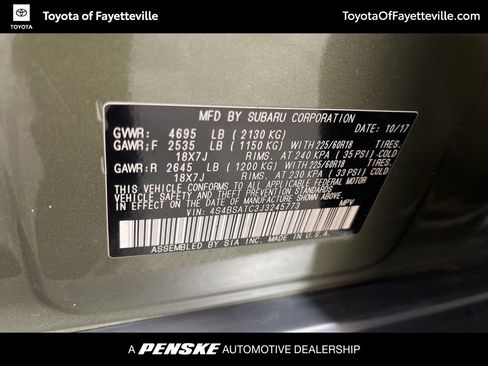 TOYOTA
Toyota of Fayetteville
ToyotaOfFayetteville.com
MFD BY SUBARU CORPORATION
DATE: 10/17
GVWR: 4695 LB ( 2130 KG)
GAWR;F 2535 LB ( 1150 KG) WITH 225/60R18 TIRES.
18X7J RIMS. AT 240 KPA ( 35 PSI) COLD
GAWR:R 2645 LB ( 1200 KG) WITH 225/60R18 TIRES.
18X7J RIMS. AT 230 KPA ( 33 PSI) COLD
THIS VEHICLE CONFORMS TO ALL APPLICABLE FEDERAL MOTOR
VEHICLE SAFETY AND THEFT PREVENTION STANDARDS
IN EFFECT ON THE DATE OF MANUFACTURE SHOWN ABOVE.
VIN: 4S4BSATC3J3245773 MPV
ASSEMBLED BY SIA INC. MADE IN U.S.A.
A PENSKE AUTOMOTIVE DEALERSHIP